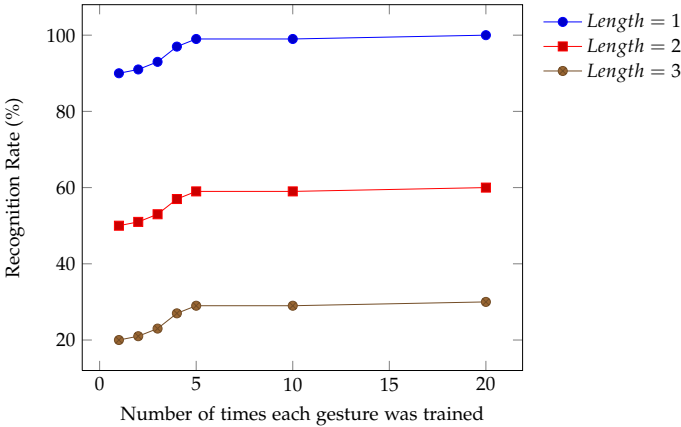 Length = 1
Length = 2
Length = 3
100
80
60
40
20
0
5
10
15
20
Recognition Rate (%)
Number of times each gesture was trained